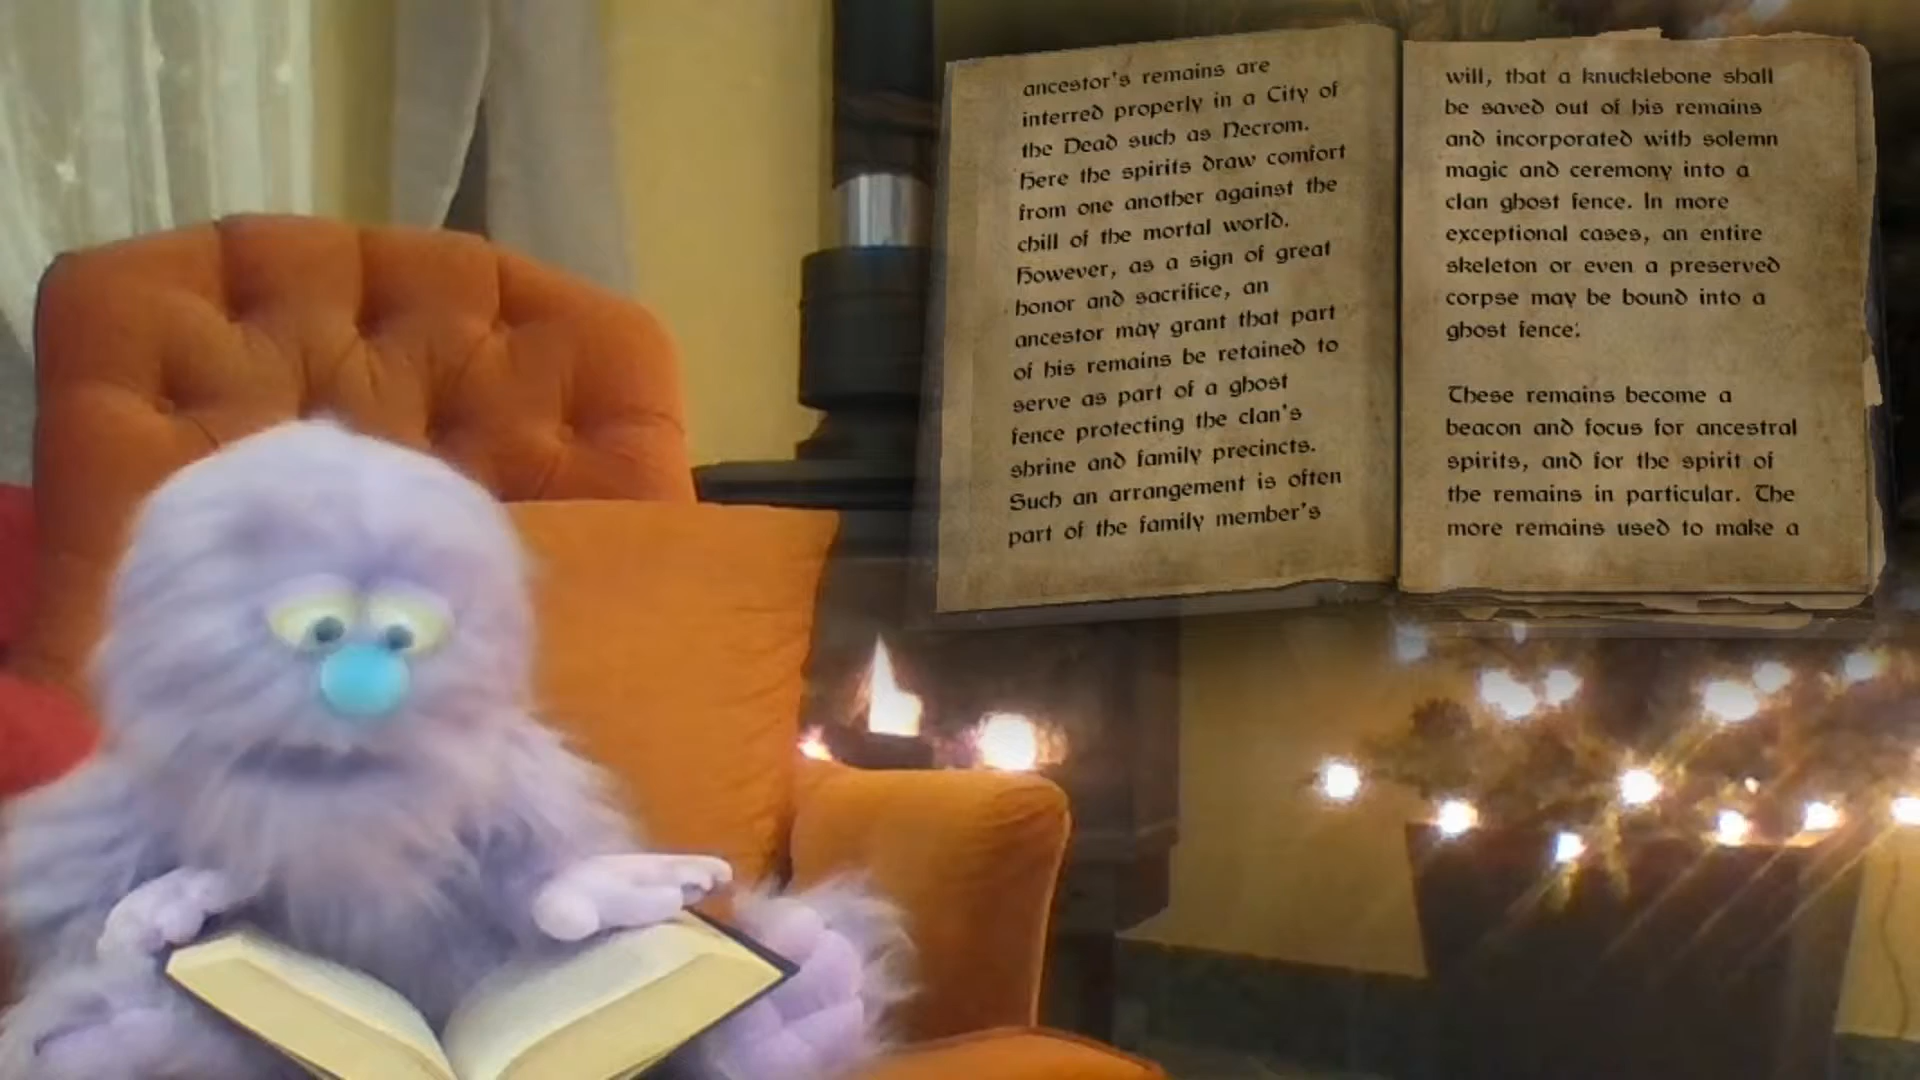 ancestor's remains are
interred properly in a City of
the Dead such as Necrom.
Here the spirits draw comfort
from one another against the
chill of the mortal world.
However, as a sign of great
honor and sacrifice, an
ancestor may grant that part
of his remains be retained to
serve as part of a ghost
fence protecting the clan's
shrine and family precincts.
Such an arrangement is often
part of the family member's
will, that a knucklebone shall
be saved out of his remains
and incorporated with solemn
magic and ceremony into a
clan ghost fence. In more
exceptional cases, an entire
skeleton or even a preserved
corpse may be bound into a
ghost fence.
These remains become a
beacon and focus for ancestral
spirits, and for the spirit of
the remains in particular. The
more remains used to make a